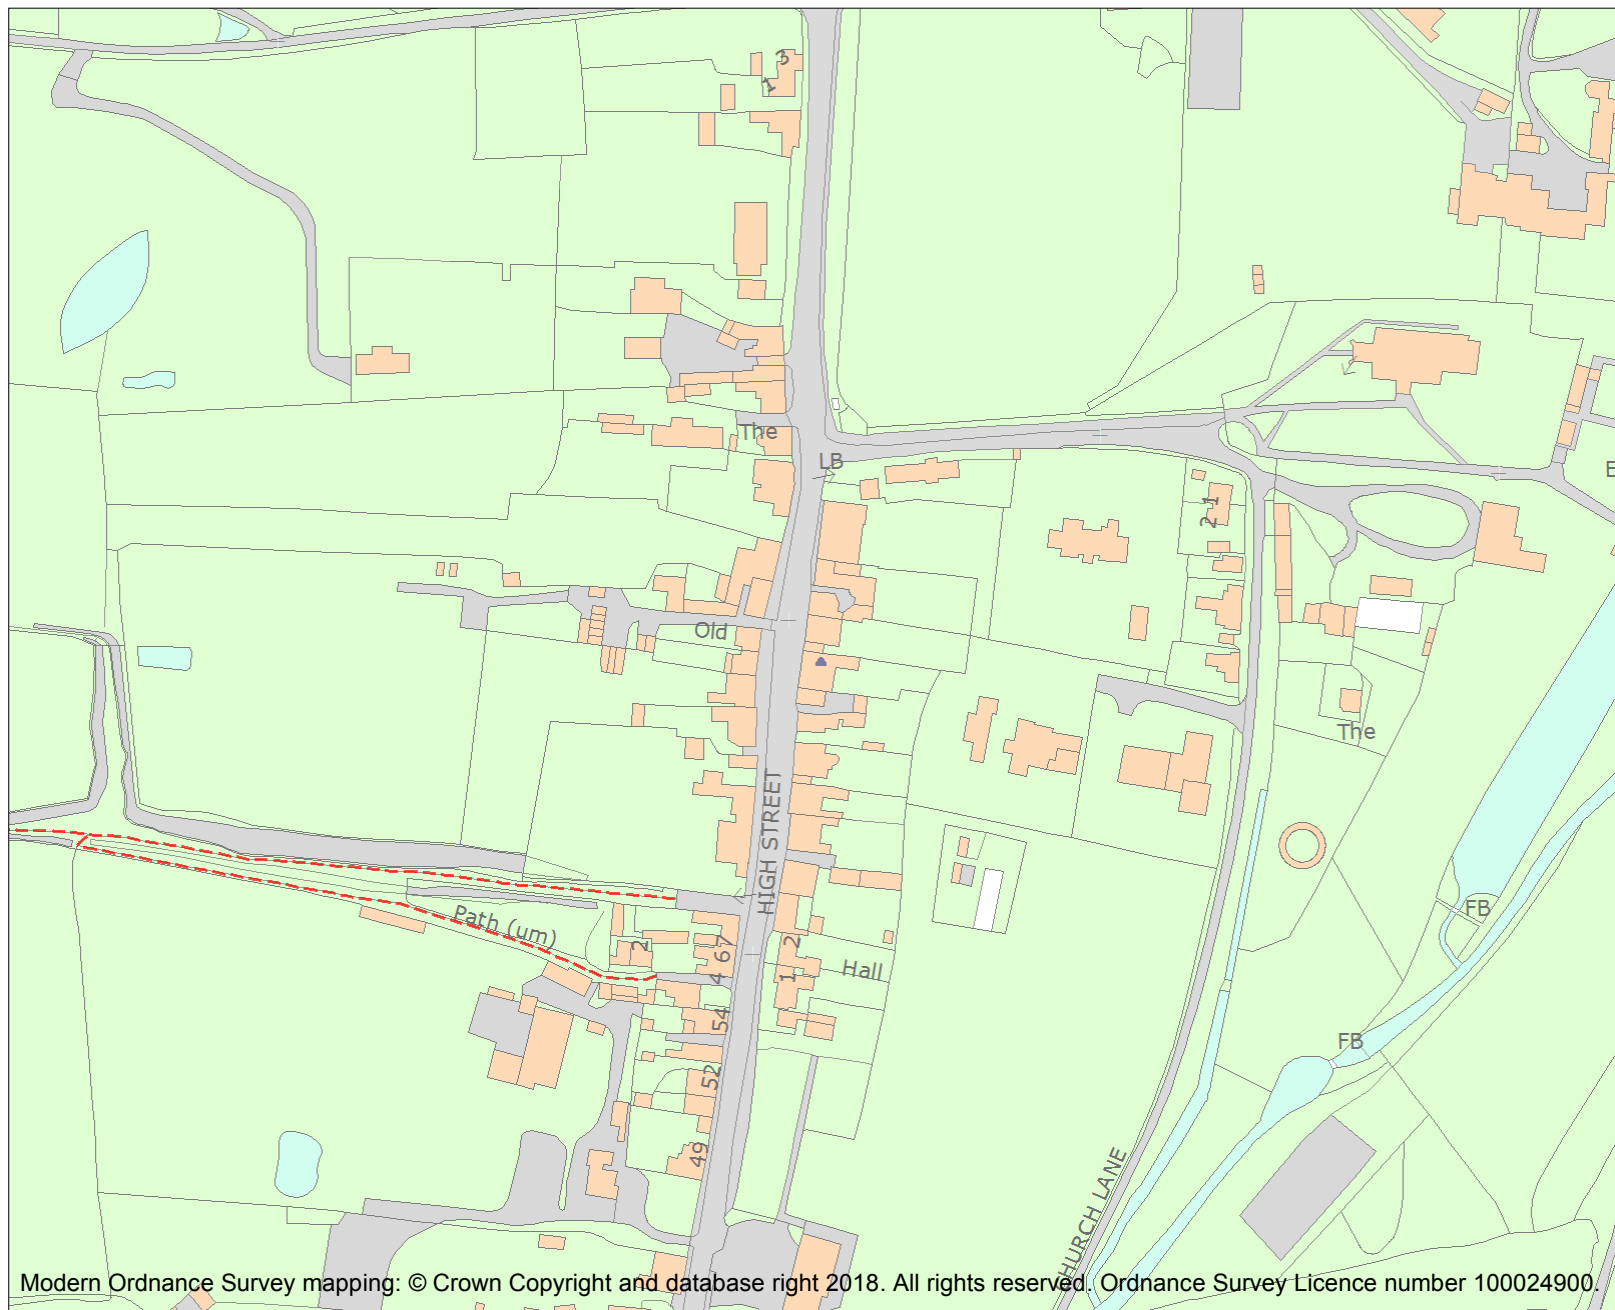 3
1
The
LB
2 1
Old
The
HIGH STREET
FB
Path (um)
2
67
2
4
1
Hall
54
FB
52
49
HURCH LANE
Modern Ordnance Survey mapping: © Crown Copyright and database right 2018. All rights reserved. Ordnance Survey Licence number 100024900.